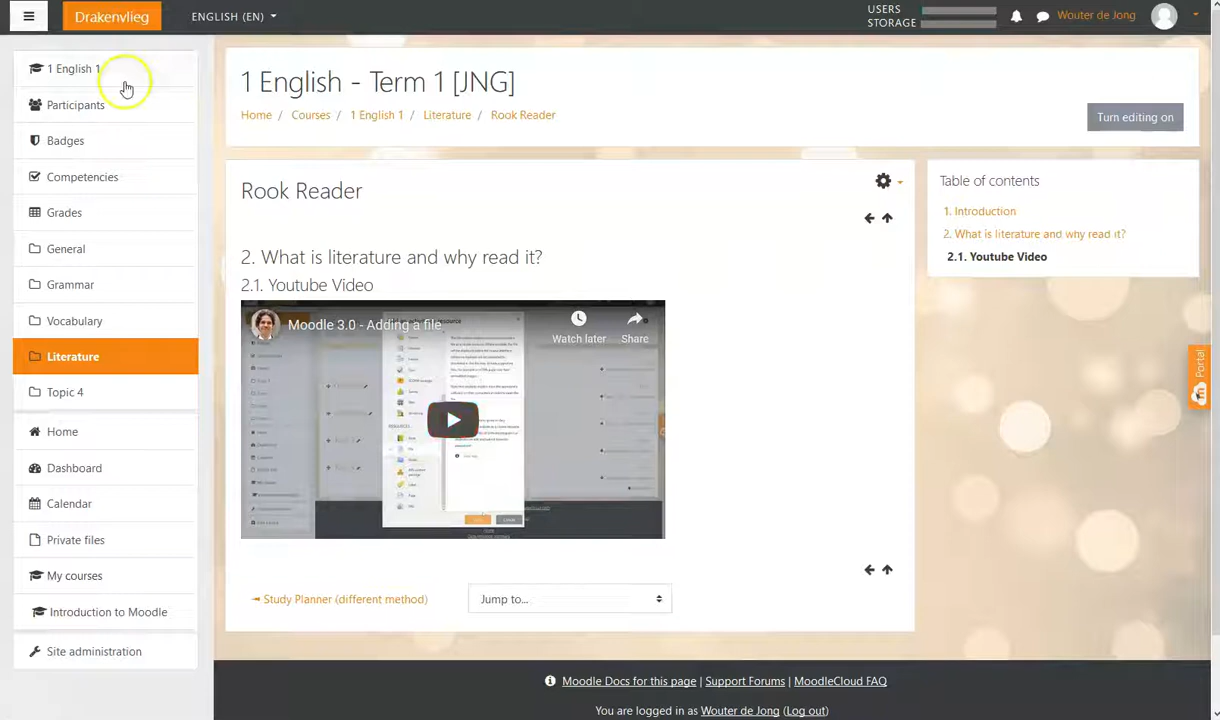 Drakenvlieg
ENGLISH (EN)
USERS
STORAGE
Wouter de Jong
1 English 1
Participants
Badges
Competencies
Grades
General
Grammar
Vocabulary
Literature
Topic 4
Home
Dashboard
Calendar
Private files
My courses
Introduction to Moodle
Site administration
1 English - Term 1 [JNG]
Home / Courses / 1 English 1 / Literature / Rook Reader
Turn editing on
Rook Reader
2. What is literature and why read it?
2.1. Youtube Video
Moodle 3.0 - Adding a file
Watch later
Share
Study Planner (different method)
Jump to...
Table of contents
1. Introduction
2. What is literature and why read it?
2.1. Youtube Video
Portal
Moodle Docs for this page | Support Forums | MoodleCloud FAQ
You are logged in as Wouter de Jong (Log out)